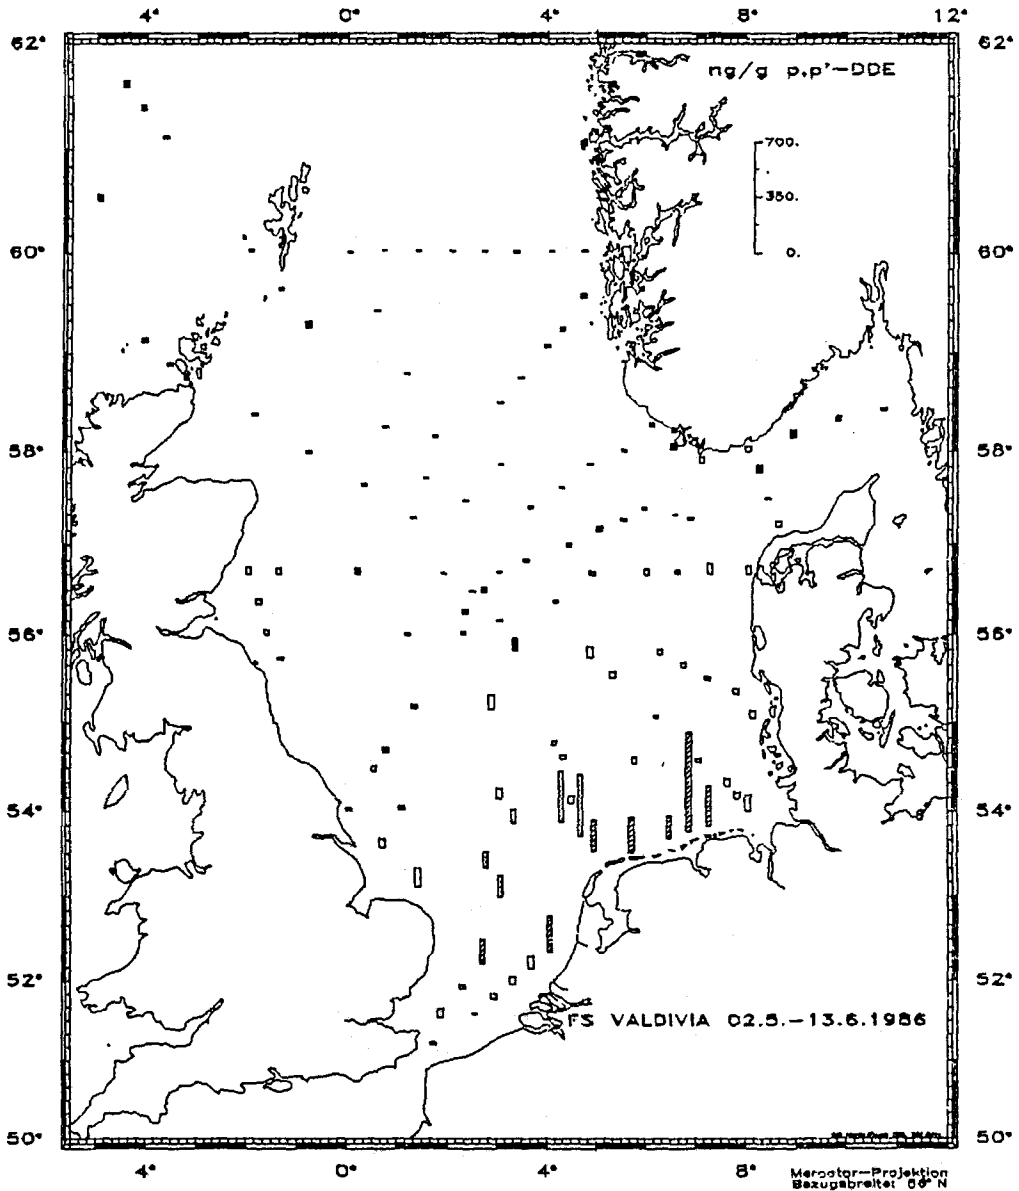 4° 0° 4° 8° 12°
62° 62°
ng/g p.p'-DDE
700.
350.
0.
60° 60°
58° 58°
56° 56°
54° 54°
52° 52°
FS VALDIVIA 02.5.-13.6.1986
50° 50°
4° 0° 4° 8°
Mercator-Projektion
Bezugsbreite: N